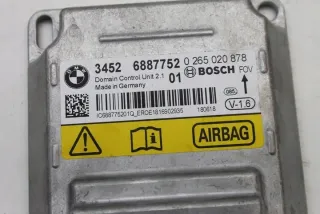 3452 6887752 0 265 020 878
Domain Control Unit 2.1 01 BOSCH FOV
Made in Germany
V-1.6
180618
AIRBAG